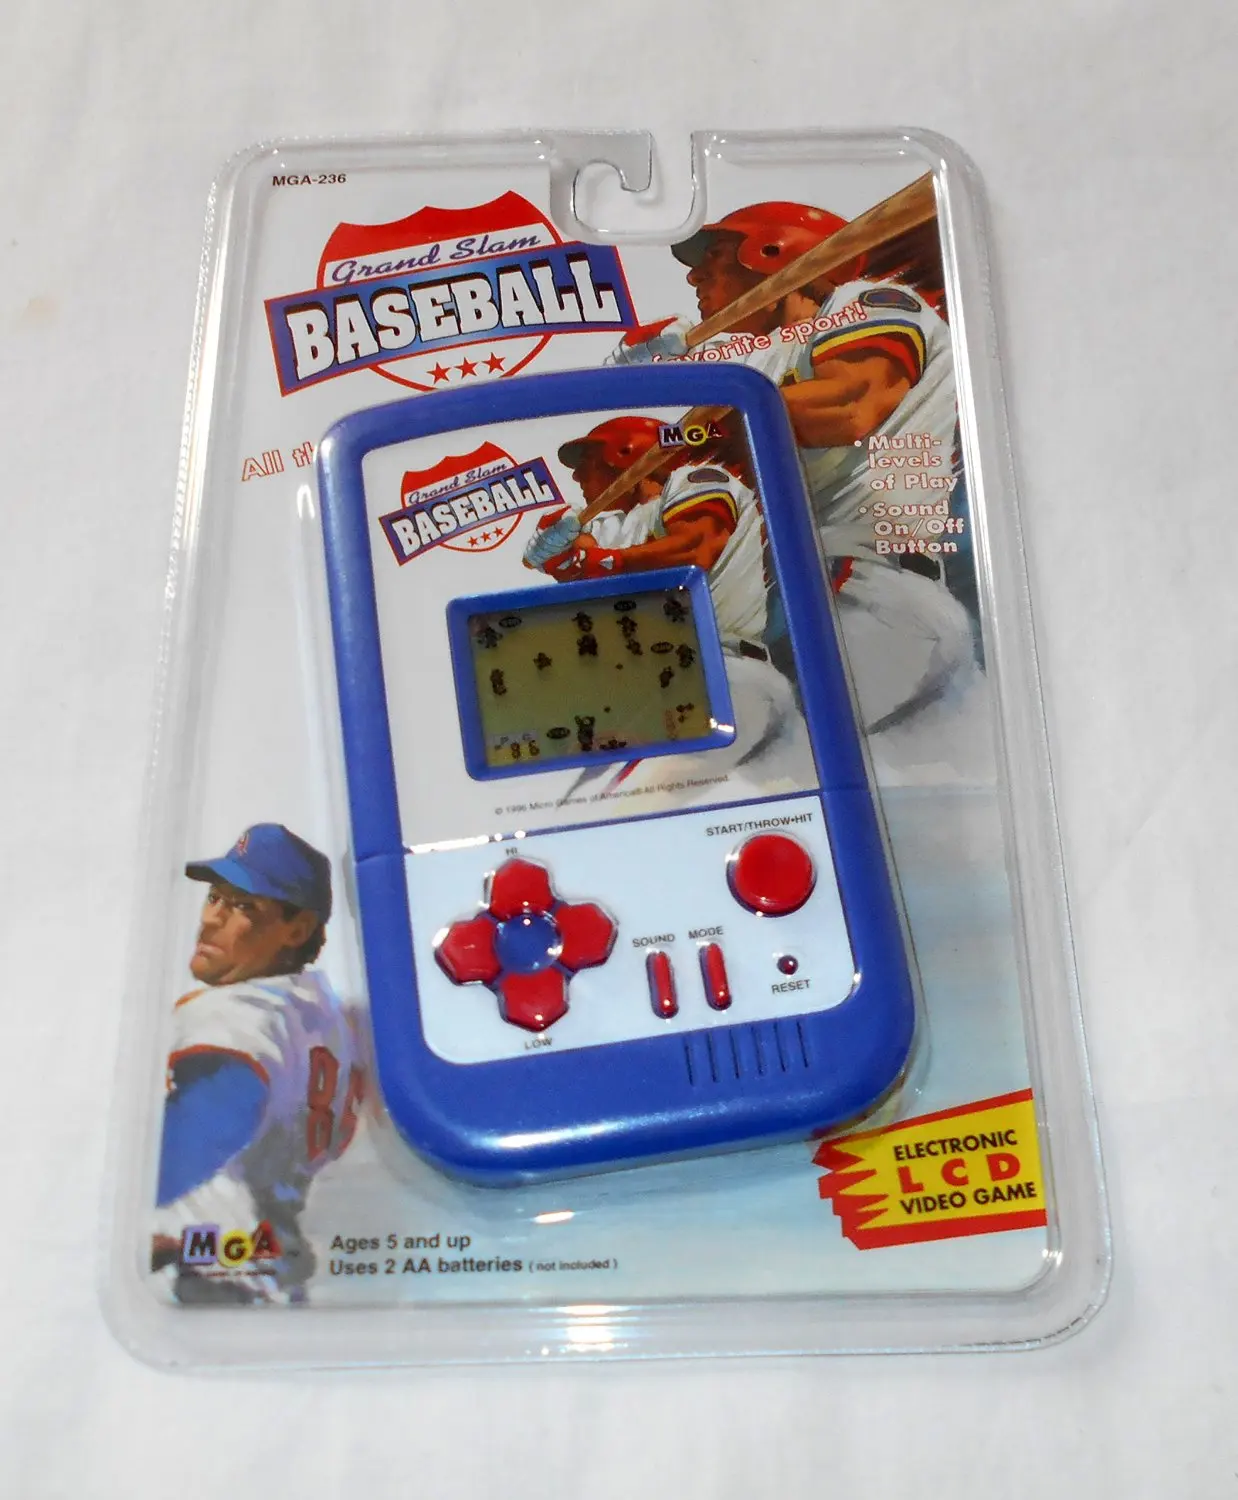 MGA-236
Grand Slam
BASEBALL
favorite sport!
All th
• Multi-
levels
of Play
• Sound
On/Off
Button
MGA
Grand Slam
BASEBALL
© 1996 Micro Games of America® All Rights Reserved.
START/THROW•HIT
HI
SOUND
MODE
RESET
LOW
ELECTRONIC
LCD
VIDEO GAME
MGA
Ages 5 and up
Uses 2 AA batteries ( not included )